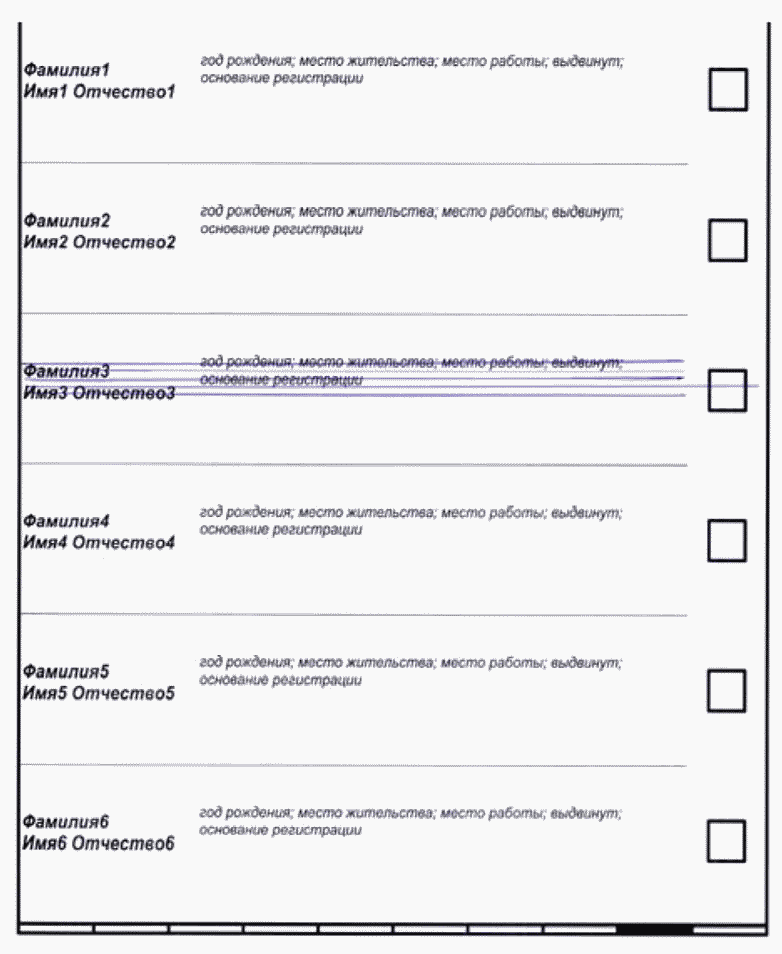 Фамилия1
Имя1 Отчество1
год рождения; место жительства; место работы; выдвинут;
основание регистрации
Фамилия2
Имя2 Отчество2
год рождения; место жительства; место работы; выдвинут;
основание регистрации
Фамилия3
Имя3 Отчество3
год рождения; место жительства; место работы; выдвинут;
основание регистрации
Фамилия4
Имя4 Отчество4
год рождения; место жительства; место работы; выдвинут;
основание регистрации
Фамилия5
Имя5 Отчество5
год рождения; место жительства; место работы; выдвинут;
основание регистрации
Фамилия6
Имя6 Отчество6
год рождения; место жительства; место работы; выдвинут;
основание регистрации